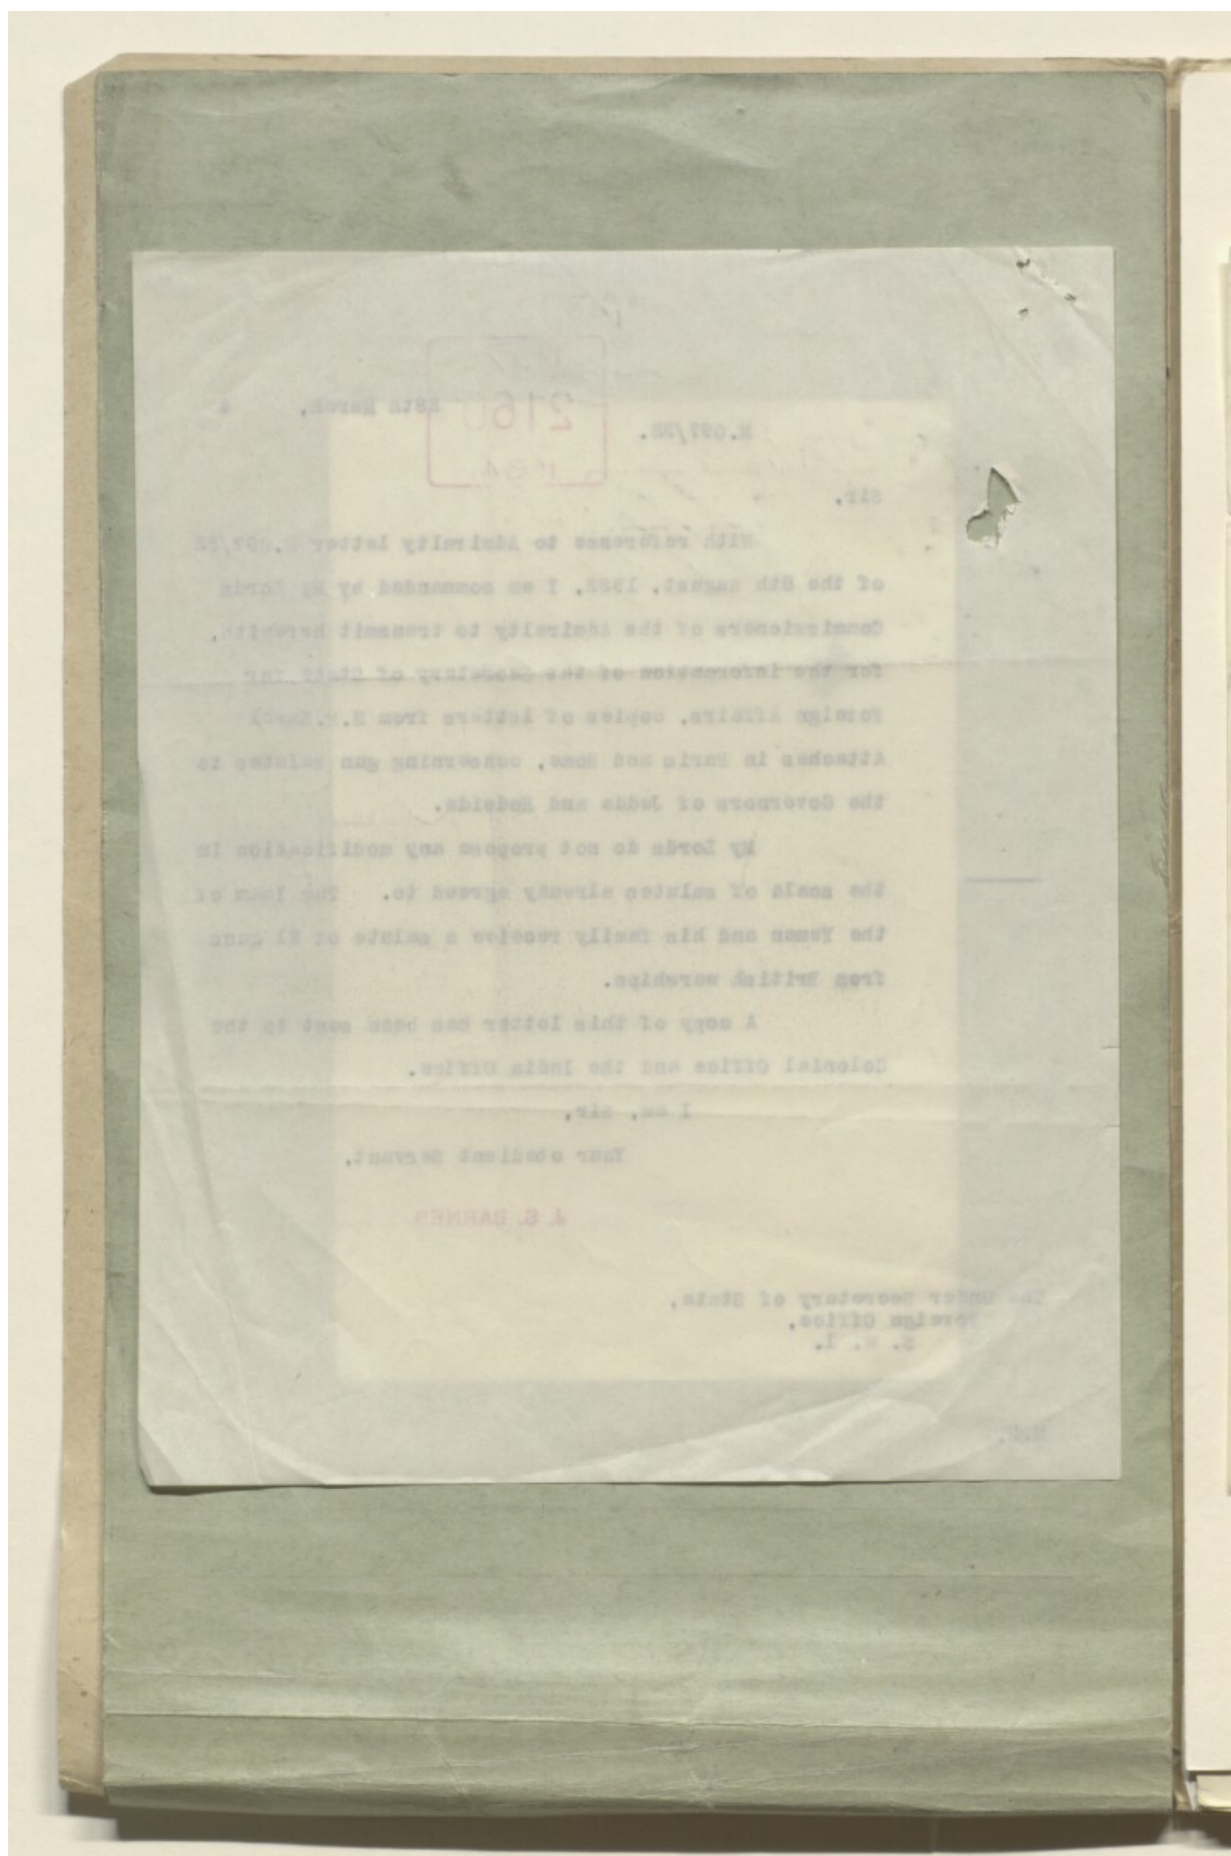 2160
1934
28th March, 4
M.097/32.
Sir,
With reference to Admiralty letter M.097/32
of the 6th August, 1932, I am commanded by My Lords
Commissioners of the Admiralty to transmit herewith,
for the information of the Secretary of State for
Foreign Affairs, copies of letters from H.M. Naval
Attaches in Paris and Rome, concerning gun salutes to
the Governors of Jedda and Hodeida.
My Lords do not propose any modification in
the scale of salutes already agreed to. The Imam of
the Yemen and his family receive a salute of 21 guns
from British warships.
A copy of this letter has been sent to the
Colonial Office and the India Office.
I am, Sir,
Your obedient Servant,
J. S. BARNES
The Under Secretary of State,
Foreign Office,
S. W. 1.